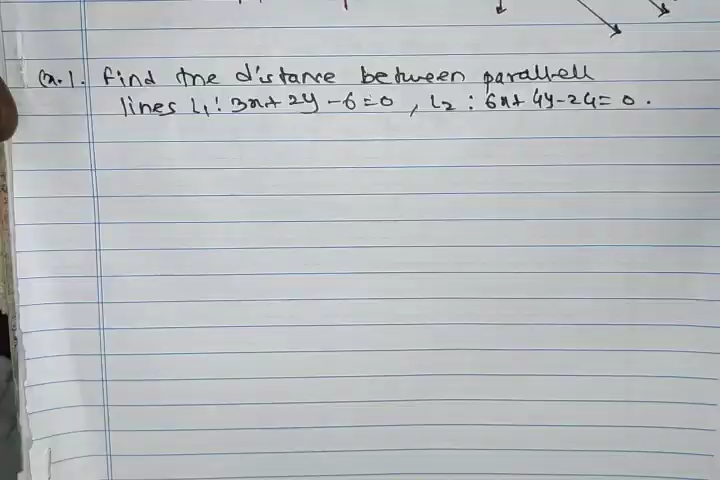 Q.1. find the distance between parallell
lines L₁: 3x+2y-6=0, L₂ : 6x+4y-24=0.